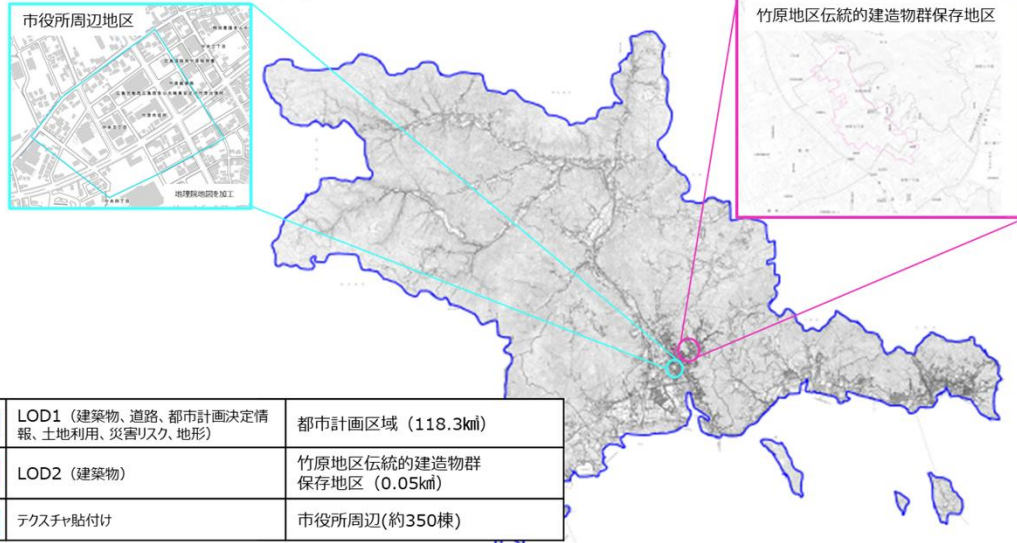 市役所周辺地区
地理院地図を加工
竹原地区伝統的建造物群保存地区
LOD1（建築物、道路、都市計画決定情
報、土地利用、災害リスク、地形）
都市計画区域（118.3㎢）
LOD2（建築物）
竹原地区伝統的建造物群
保存地区（0.05㎢）
テクスチャ貼付け
市役所周辺(約350棟)